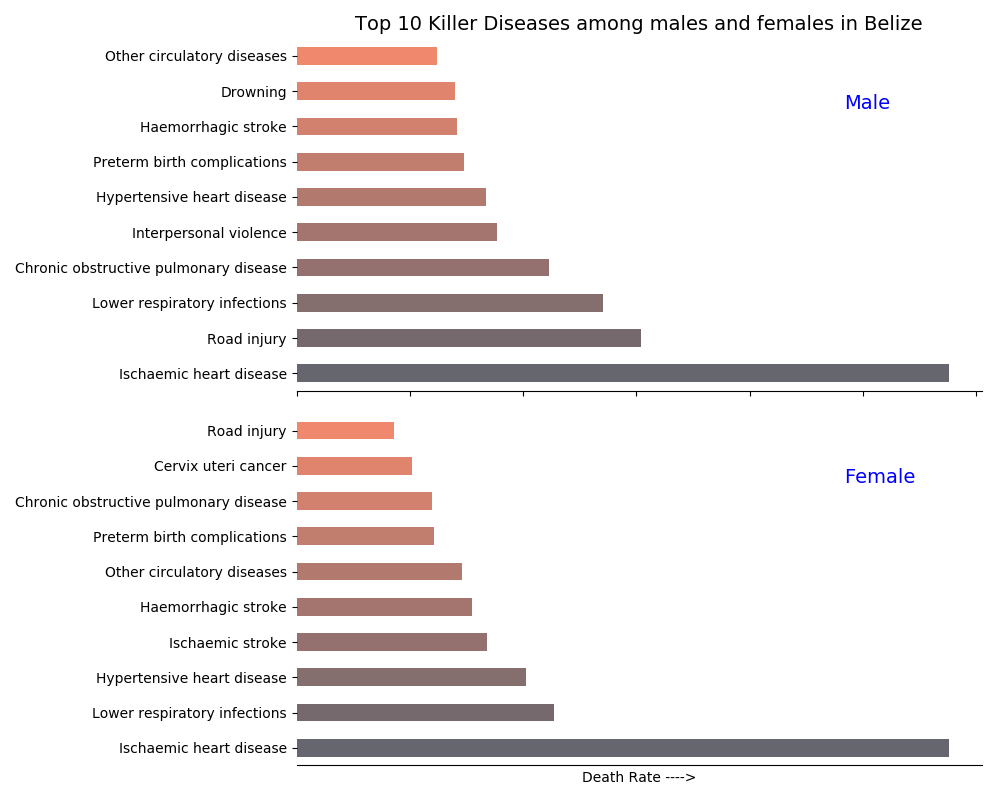 Top 10 Killer Diseases among males and females in Belize
Other circulatory diseases
Drowning
Male
Haemorrhagic stroke
Preterm birth complications
Hypertensive heart disease
Interpersonal violence
Chronic obstructive pulmonary disease
Lower respiratory infections
Road injury
Ischaemic heart disease
Road injury
Cervix uteri cancer
Female
Chronic obstructive pulmonary disease
Preterm birth complications
Other circulatory diseases
Haemorrhagic stroke
Ischaemic stroke
Hypertensive heart disease
Lower respiratory infections
Ischaemic heart disease
Death Rate ---->